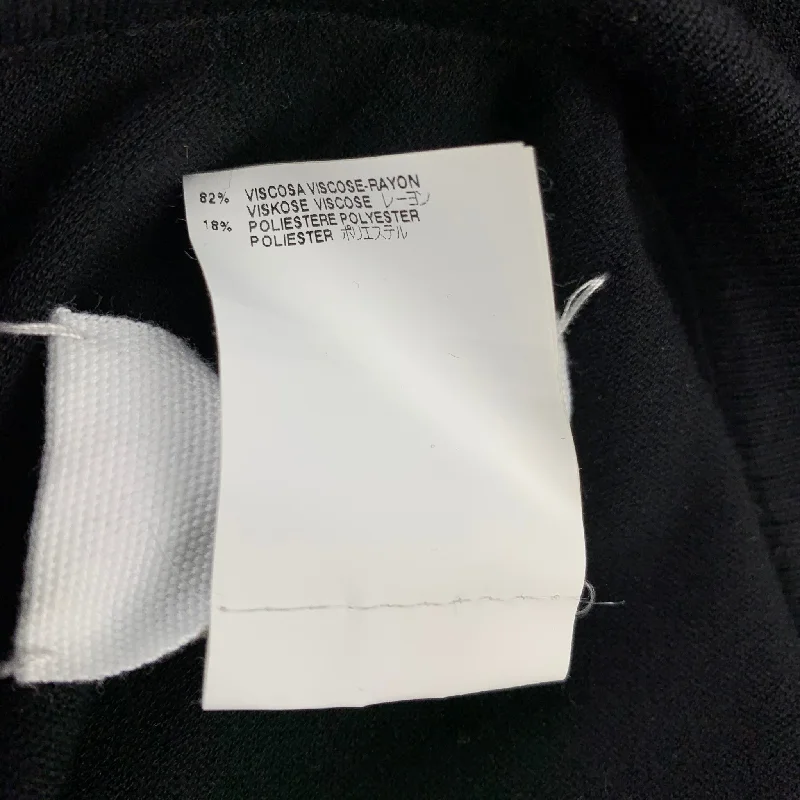 82% VISCOSA VISCOSE-RAYON
VISKOSE VISCOSE レーヨン
18% POLIESTERE POLYESTER
POLIESTER ポリエステル